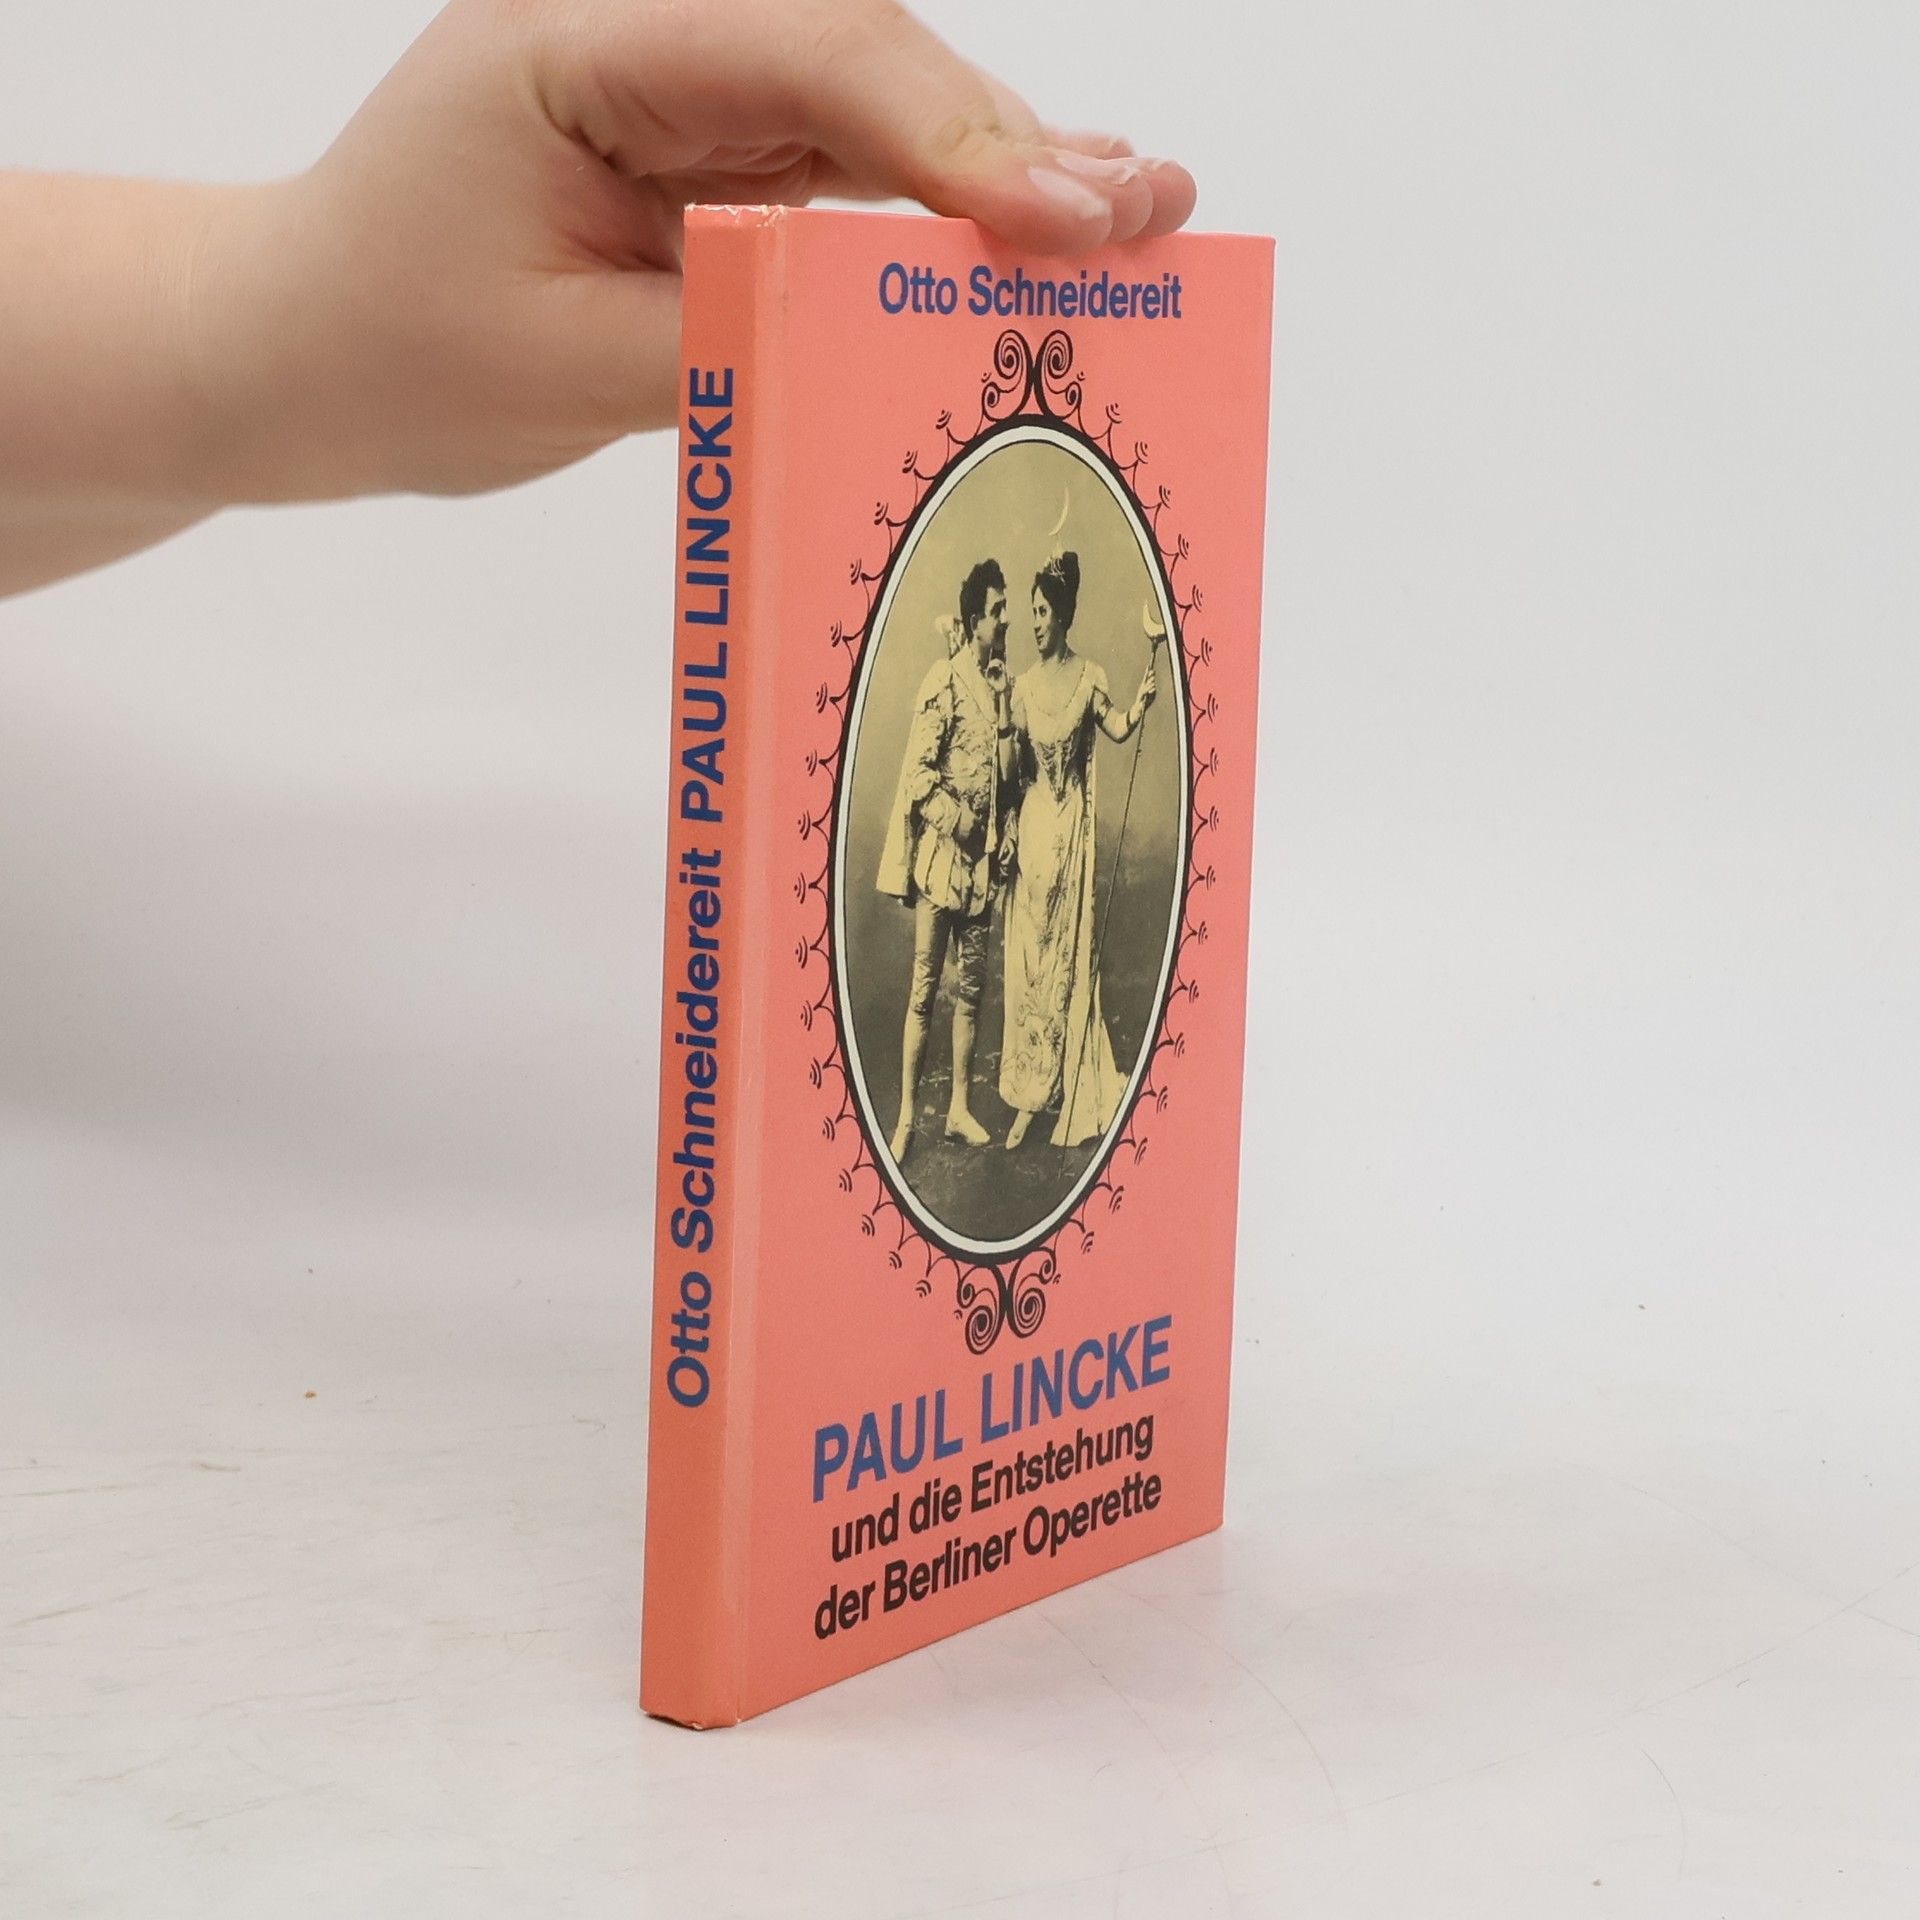 Otto Schneidereit PAUL LINCKE
Otto Schneidereit
PAUL LINCKE
und die Entstehung
der Berliner Operette